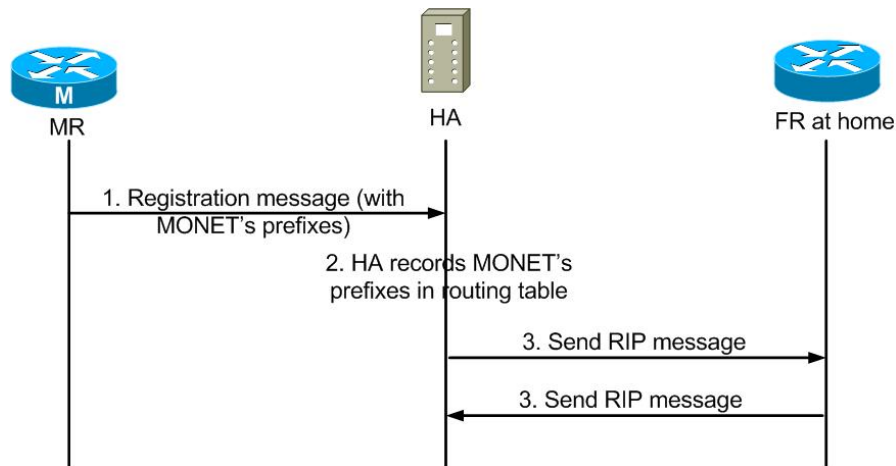 M
MR
HA
FR at home
1. Registration message (with
MONET's prefixes)
2. HA records MONET's
prefixes in routing table
3. Send RIP message
3. Send RIP message